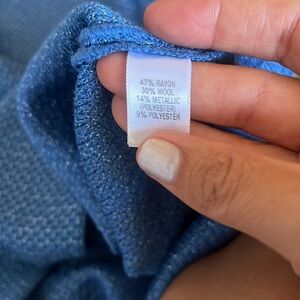 47% RAYON
30% WOOL
14% METALLIC
(POLYESTER)
9% POLYESTER